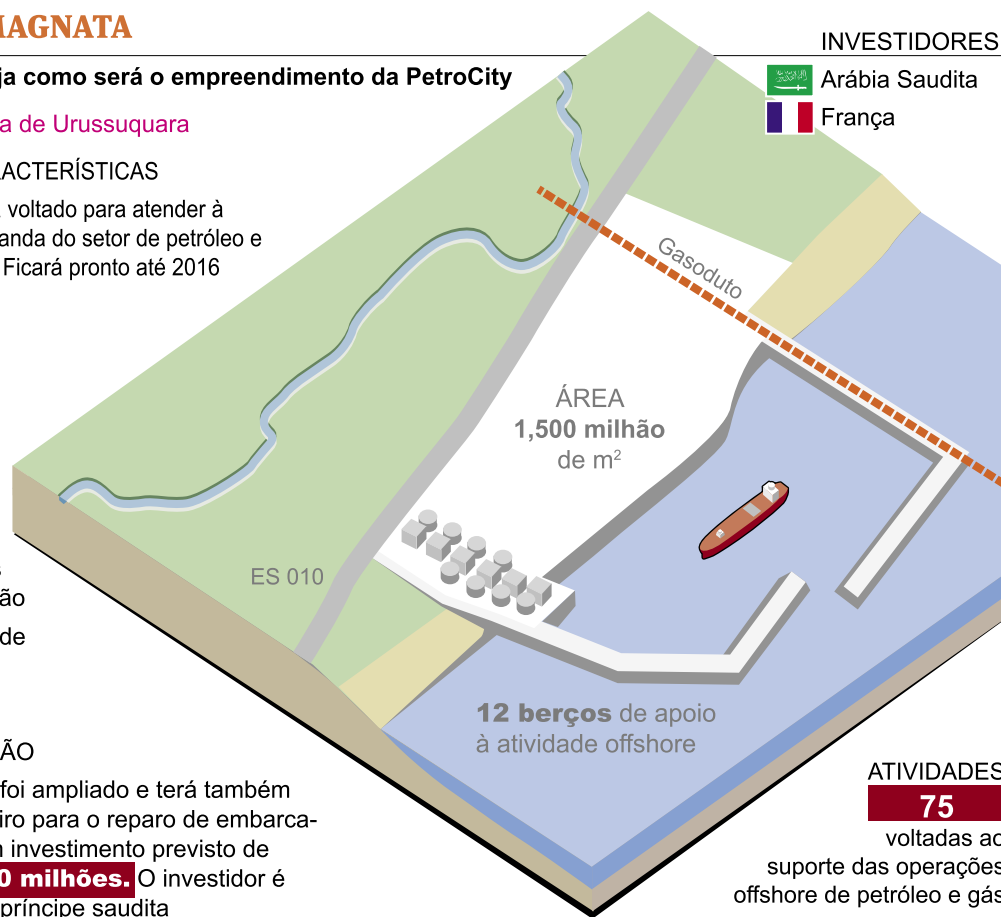 MAGNATA
ja como será o empreendimento da PetroCity
a de Urussuquara
RACTERÍSTICAS
voltado para atender à
anda do setor de petróleo e
Ficará pronto até 2016
INVESTIDORES
Arábia Saudita
França
Gasoduto
ÁREA
1,500 milhão
de m²
ES 010
ão
de
12 berços de apoio
à atividade offshore
ÃO
foi ampliado e terá também
iro para o reparo de embarca-
investimento previsto de
0 milhões. O investidor é
príncipe saudita
ATIVIDADES
75
voltadas ao
suporte das operações
offshore de petróleo e gás